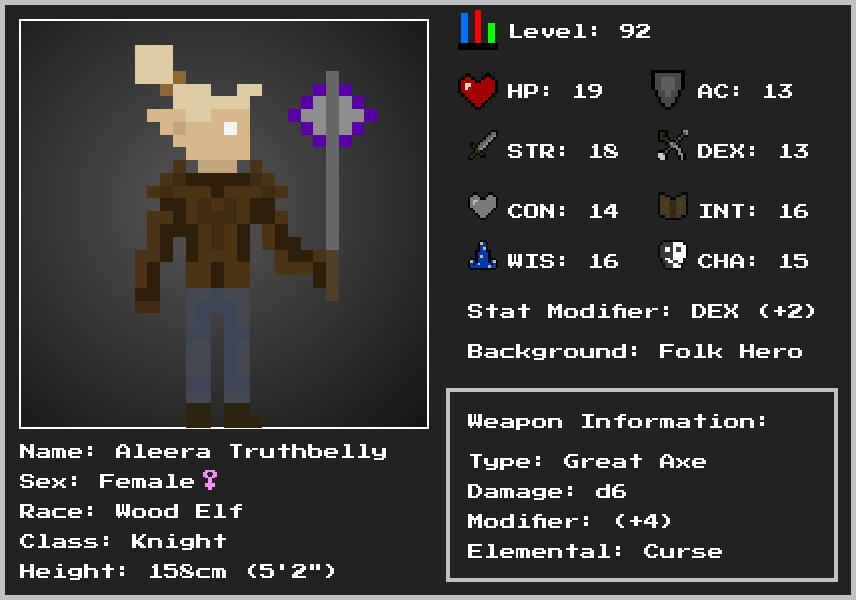 Level: 92
HP: 19
AC: 13
STR: 18
DEX: 13
CON: 14
INT: 16
WIS: 16
CHA: 15
Stat Modifier: DEX (+2)
Background: Folk Hero
Name: Aleera Truthbelly
Sex: Female♀
Race: Wood Elf
Class: Knight
Height: 158cm (5'2")
Weapon Information:
Type: Great Axe
Damage: d6
Modifier: (+4)
Elemental: Curse